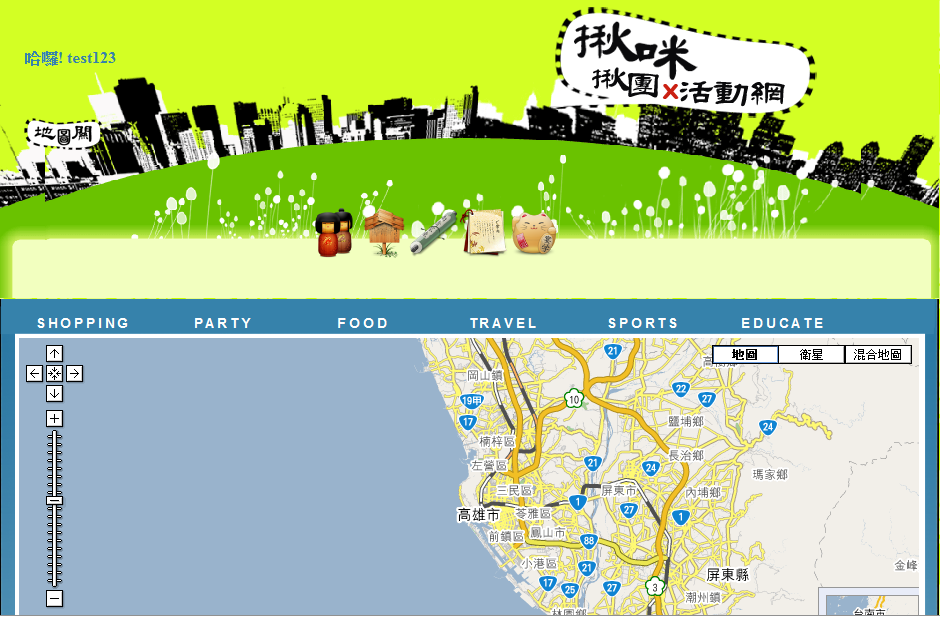 哈囉! test123
揪咪
揪團x活動網
地圖開
SHOPPING PARTY FOOD TRAVEL SPORTS EDUCATE
地圖 衛星 混合地圖
21
岡山鎮
22
19甲
10
27
17
鹽埔鄉
24
楠梓區
長治鄉
左營區
21
24
瑪家鄉
三民區
屏東市
內埔鄉
1
高雄市
苓雅區
27
1
前鎮區
鳳山市
88
小港區
21
屏東縣
金峰
17
25
27
3
潮州鎮
林園鄉
台南市